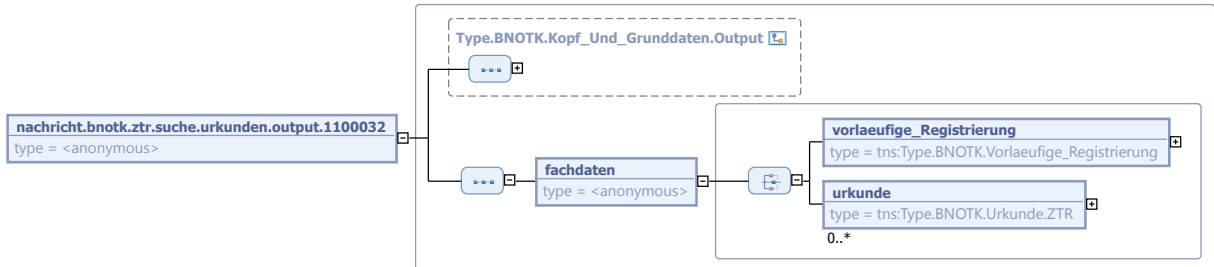 Type.BNOTK.Kopf_Und_Grunddaten.Output
nachricht.bnotk.ztr.suche.urkunden.output.1100032
type = <anonymous>
fachdaten
type = <anonymous>
vorlaeufige_Registrierung
type = tns:Type.BNOTK.Vorlaeufige_Registrierung
urkunde
type = tns:Type.BNOTK.Urkunde.ZTR
0..*